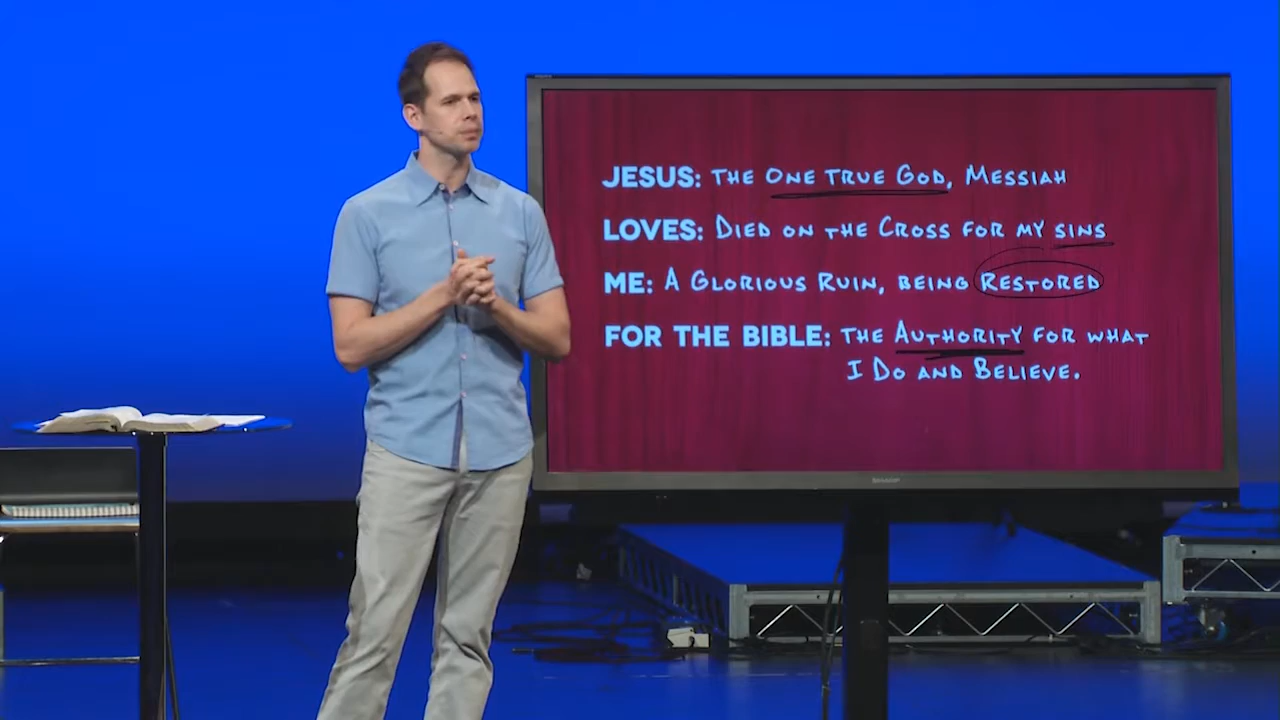 JESUS: THE ONE TRUE GOD, MESSIAH
LOVES: DIED ON THE CROSS FOR MY SINS
ME: A GLORIOUS RUIN, BEING RESTORED
FOR THE BIBLE: THE AUTHORITY FOR WHAT
I DO AND BELIEVE.